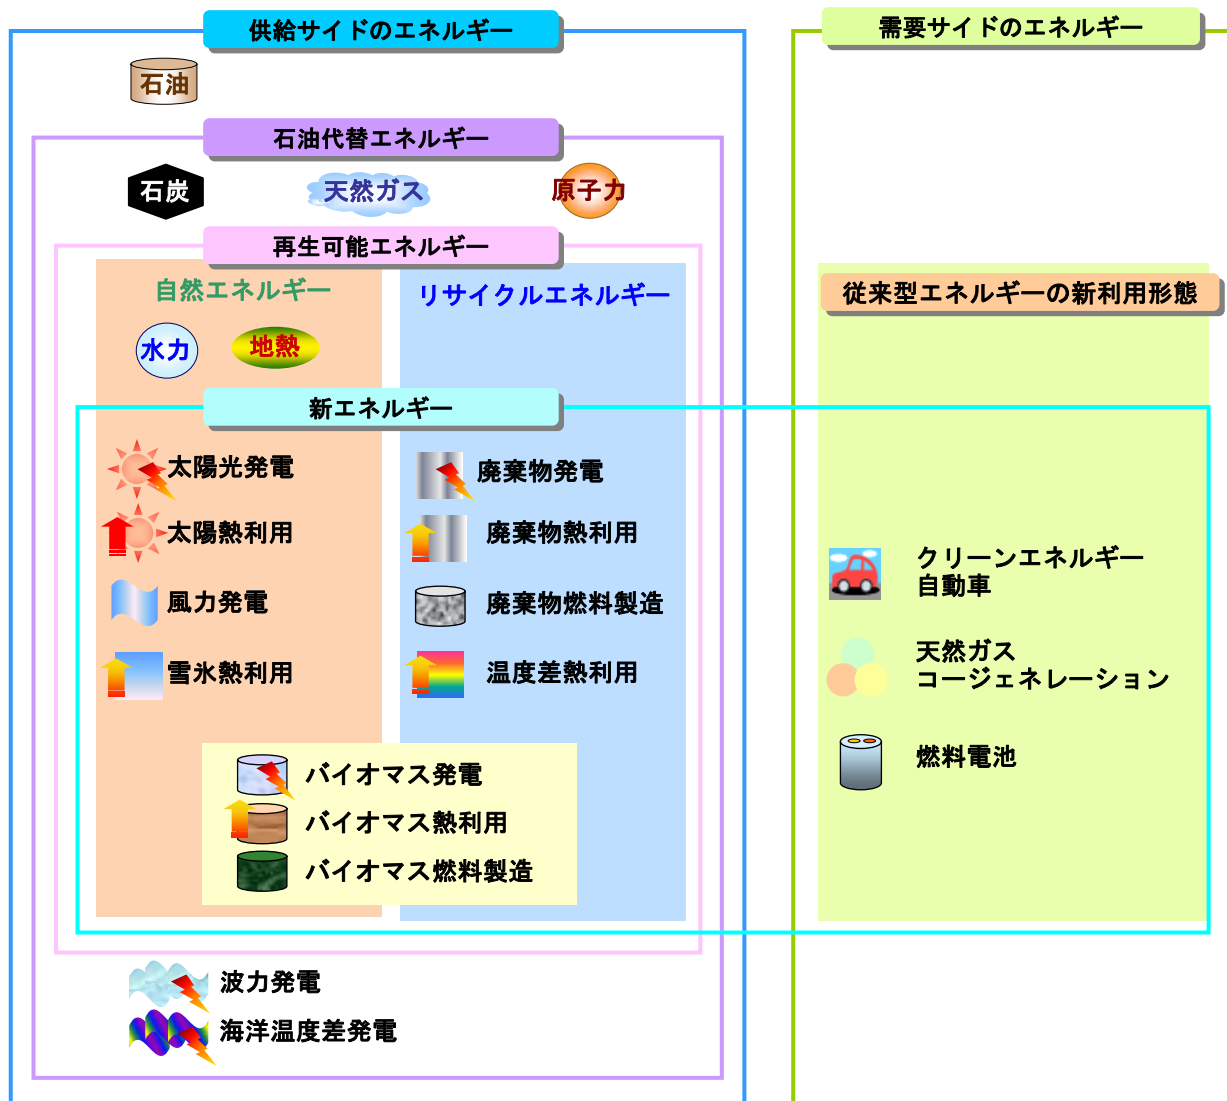 供給サイドのエネルギー
需要サイドのエネルギー
石油
石油代替エネルギー
石炭
天然ガス
原子力
再生可能エネルギー
自然エネルギー
リサイクルエネルギー
従来型エネルギーの新利用形態
水力
地熱
新エネルギー
太陽光発電
廃棄物発電
太陽熱利用
廃棄物熱利用
風力発電
廃棄物燃料製造
雪氷熱利用
温度差熱利用
クリーンエネルギー
自動車
天然ガス
コージェネレーション
燃料電池
バイオマス発電
バイオマス熱利用
バイオマス燃料製造
波力発電
海洋温度差発電